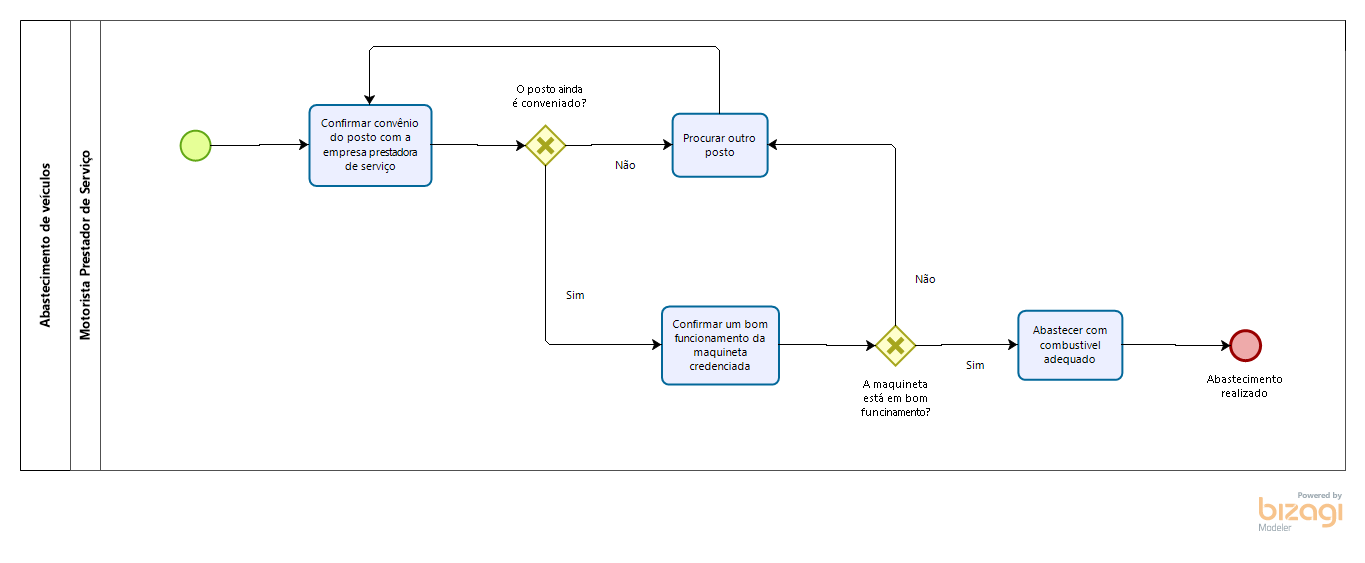 Abastecimento de veículos
Motorista Prestador de Serviço
Confirmar convênio
do posto com a
empresa prestadora
de serviço
O posto ainda
é conveniado?
Não
Procurar outro
posto
Sim
Confirmar um bom
funcionamento da
maquineta
credenciada
Não
A maquineta
está em bom
funcinamento?
Sim
Abastecer com
combustivel
adequado
Abastecimento
realizado
Powered by
bizagi
Modeler